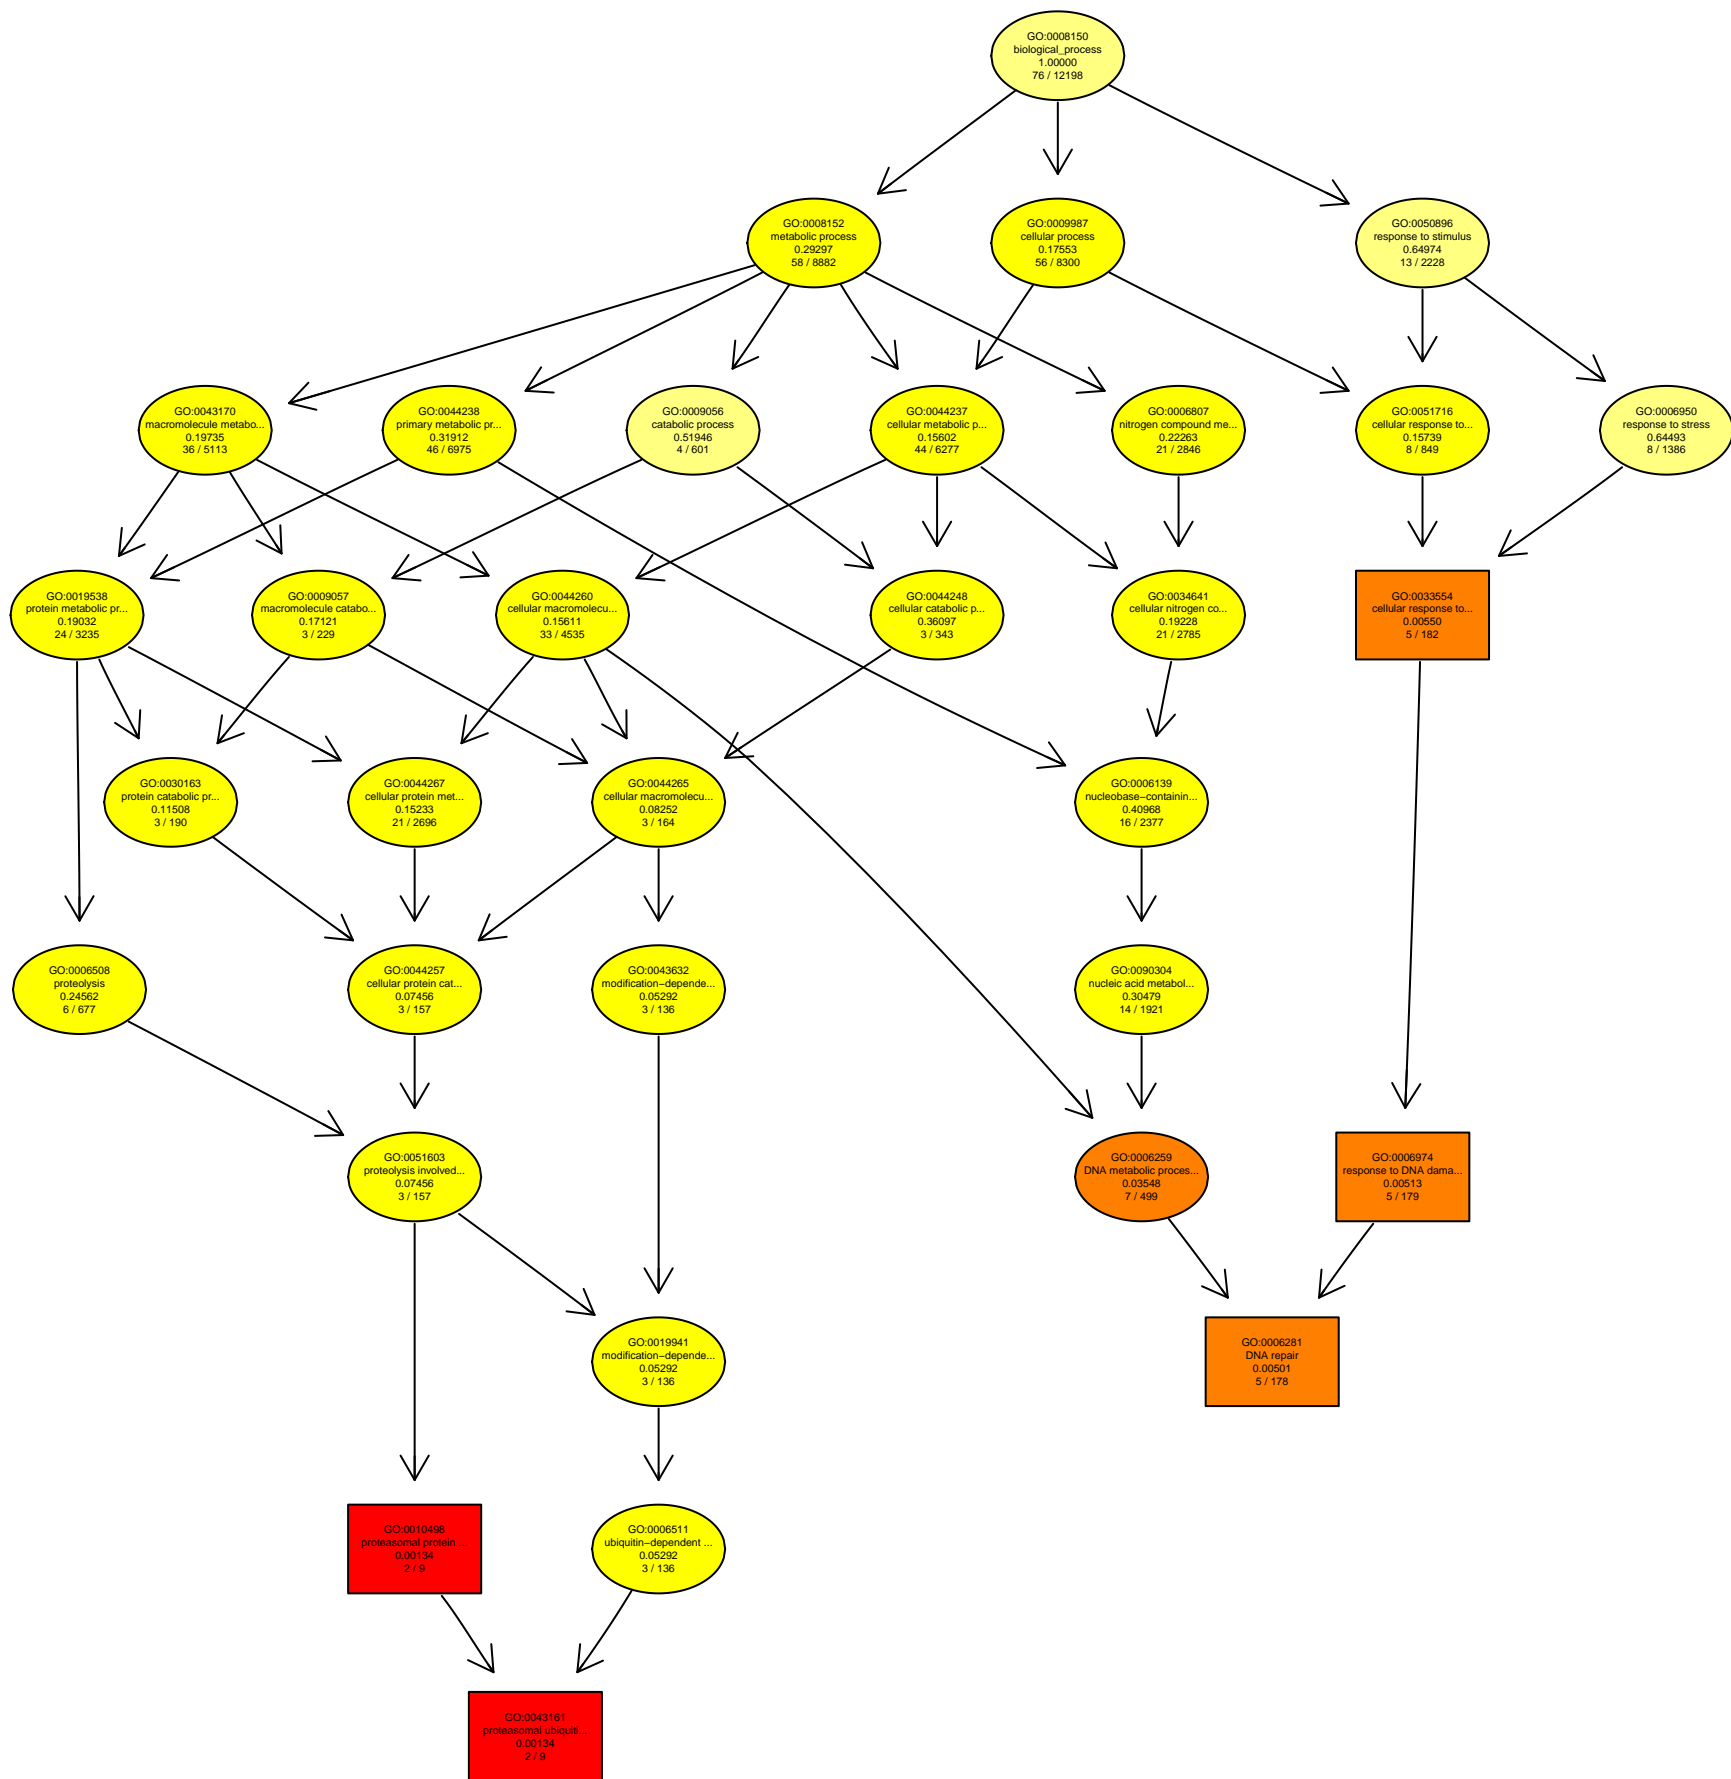 GO:0008150
biological_process
1.00000
76 / 12198
GO:0008152
metabolic process
0.29297
58 / 8882
GO:0009987
cellular process
0.17553
56 / 8300
GO:0050896
response to stimulus
0.64974
13 / 2228
GO:0043170
macromolecule metabo...
0.19735
36 / 5113
GO:0044238
primary metabolic pr...
0.31912
46 / 6975
GO:0009056
catabolic process
0.51946
4 / 601
GO:0044237
cellular metabolic p...
0.15602
44 / 6277
GO:0006807
nitrogen compound me...
0.22263
21 / 2846
GO:0051716
cellular response to...
0.15739
8 / 849
GO:0006950
response to stress
0.64493
8 / 1386
GO:0019538
protein metabolic pr...
0.19032
24 / 3235
GO:0009057
macromolecule catabo...
0.17121
3 / 229
GO:0044260
cellular macromolecu...
0.15611
33 / 4535
GO:0044248
cellular catabolic p...
0.36097
3 / 343
GO:0034641
cellular nitrogen co...
0.19228
21 / 2785
GO:0033554
cellular response to...
0.00550
5 / 182
GO:0030163
protein catabolic pr...
0.11508
3 / 190
GO:0044267
cellular protein met...
0.15233
21 / 2696
GO:0044265
cellular macromolecu...
0.08252
3 / 164
GO:0006139
nucleobase−containin...
0.40968
16 / 2377
GO:0006508
proteolysis
0.24562
6 / 677
GO:0044257
cellular protein cat...
0.07456
3 / 157
GO:0043632
modification−depende...
0.05292
3 / 136
GO:0090304
nucleic acid metabol...
0.30479
14 / 1921
GO:0051603
proteolysis involved...
0.07456
3 / 157
GO:0006259
DNA metabolic proces...
0.03548
7 / 499
GO:0006974
response to DNA dama...
0.00513
5 / 179
GO:0019941
modification−depende...
0.05292
3 / 136
GO:0006281
DNA repair
0.00501
5 / 178
GO:0010498
proteasomal protein ...
0.00134
2 / 9
GO:0006511
ubiquitin−dependent ...
0.05292
3 / 136
GO:0043161
proteasomal ubiquiti...
0.00134
2 / 9